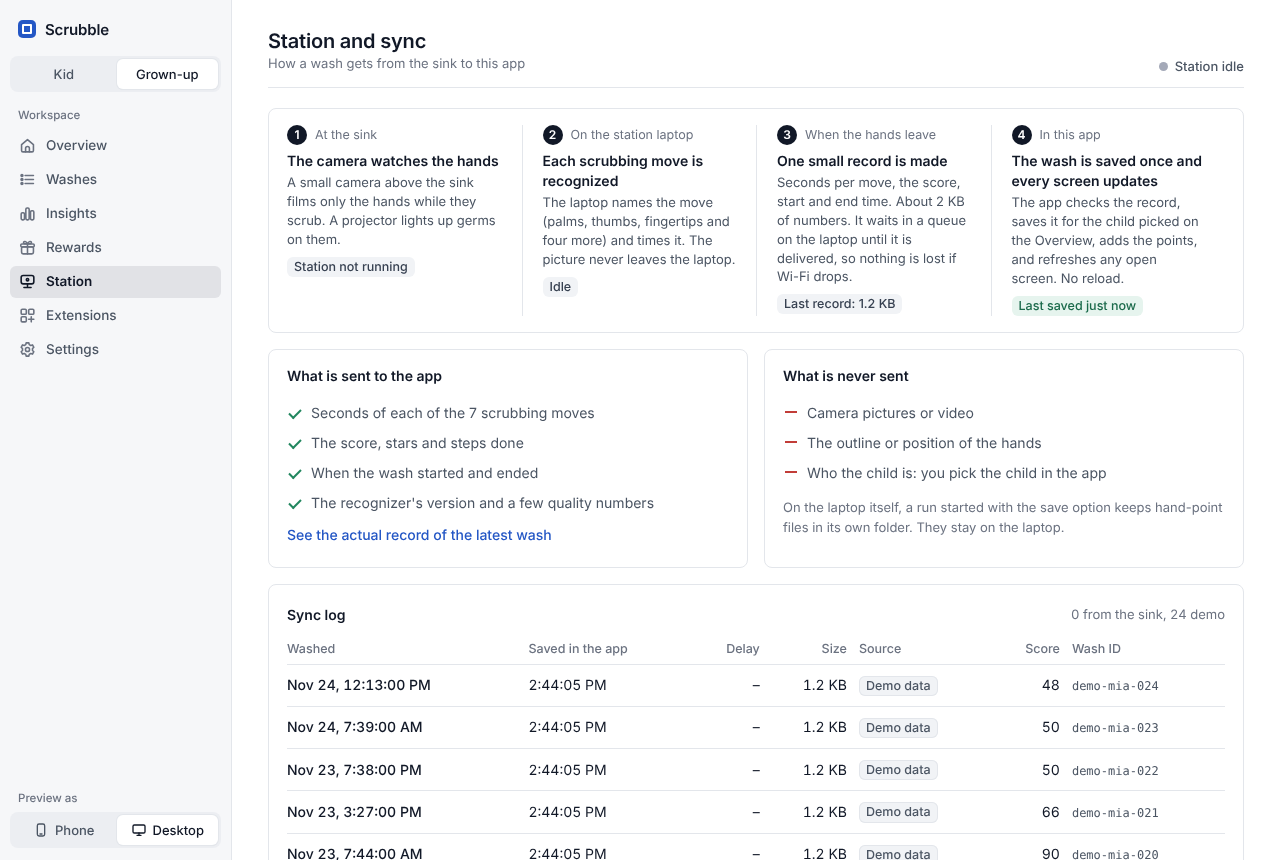 Scrubble
Kid
Grown-up
Workspace
Overview
Washes
Insights
Rewards
Station
Extensions
Settings
Preview as
Phone
Desktop
Station and sync
How a wash gets from the sink to this app
Station idle
1 At the sink
The camera watches the hands
A small camera above the sink
films only the hands while they
scrub. A projector lights up germs
on them.
Station not running
2 On the station laptop
Each scrubbing move is
recognized
The laptop names the move
(palms, thumbs, fingertips and
four more) and times it. The
picture never leaves the laptop.
Idle
3 When the hands leave
One small record is made
Seconds per move, the score,
start and end time. About 2 KB
of numbers. It waits in a queue
on the laptop until it is
delivered, so nothing is lost if
Wi-Fi drops.
Last record: 1.2 KB
4 In this app
The wash is saved once and
every screen updates
The app checks the record,
saves it for the child picked on
the Overview, adds the points,
and refreshes any open
screen. No reload.
Last saved just now
What is sent to the app
Seconds of each of the 7 scrubbing moves
The score, stars and steps done
When the wash started and ended
The recognizer's version and a few quality numbers
See the actual record of the latest wash
What is never sent
Camera pictures or video
The outline or position of the hands
Who the child is: you pick the child in the app
On the laptop itself, a run started with the save option keeps hand-point
files in its own folder. They stay on the laptop.
Sync log
0 from the sink, 24 demo
Washed Saved in the app Delay Size Source Score Wash ID
Nov 24, 12:13:00 PM 2:44:05 PM – 1.2 KB Demo data 48 demo-mia-024
Nov 24, 7:39:00 AM 2:44:05 PM – 1.2 KB Demo data 50 demo-mia-023
Nov 23, 7:38:00 PM 2:44:05 PM – 1.2 KB Demo data 50 demo-mia-022
Nov 23, 3:27:00 PM 2:44:05 PM – 1.2 KB Demo data 66 demo-mia-021
Nov 23, 7:44:00 AM 2:44:05 PM – 1.2 KB Demo data 90 demo-mia-020